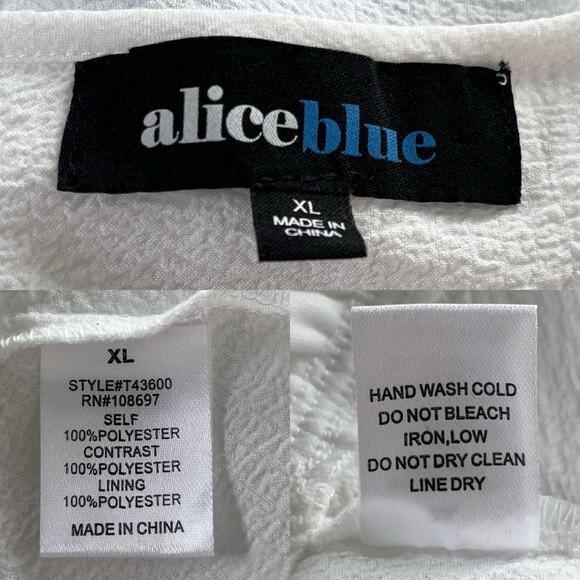 aliceblue
XL
MADE IN
CHINA
XL
STYLE#T43600
RN#108697
SELF
100%POLYESTER
CONTRAST
100%POLYESTER
LINING
100%POLYESTER
MADE IN CHINA
HAND WASH COLD
DO NOT BLEACH
IRON,LOW
DO NOT DRY CLEAN
LINE DRY